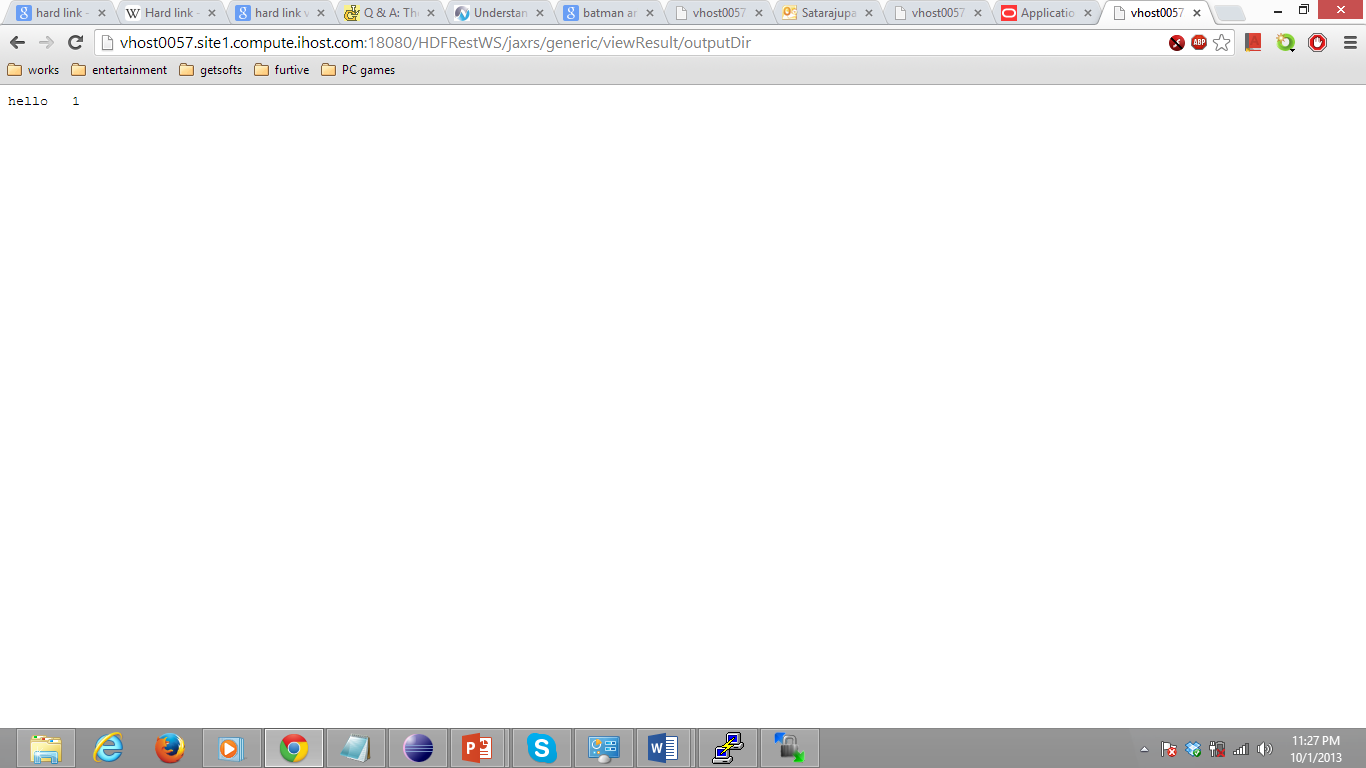 hard link - Hard link - hard link v Q & A: The Understan batman ar vhost0057 Satarajupa vhost0057 Applicatio vhost0057
vhost0057.site1.compute.ihost.com:18080/HDFRestWS/jaxrs/generic/viewResult/outputDir ABP
works entertainment getsofts furtive PC games
hello 1
11:27 PM
10/1/2013